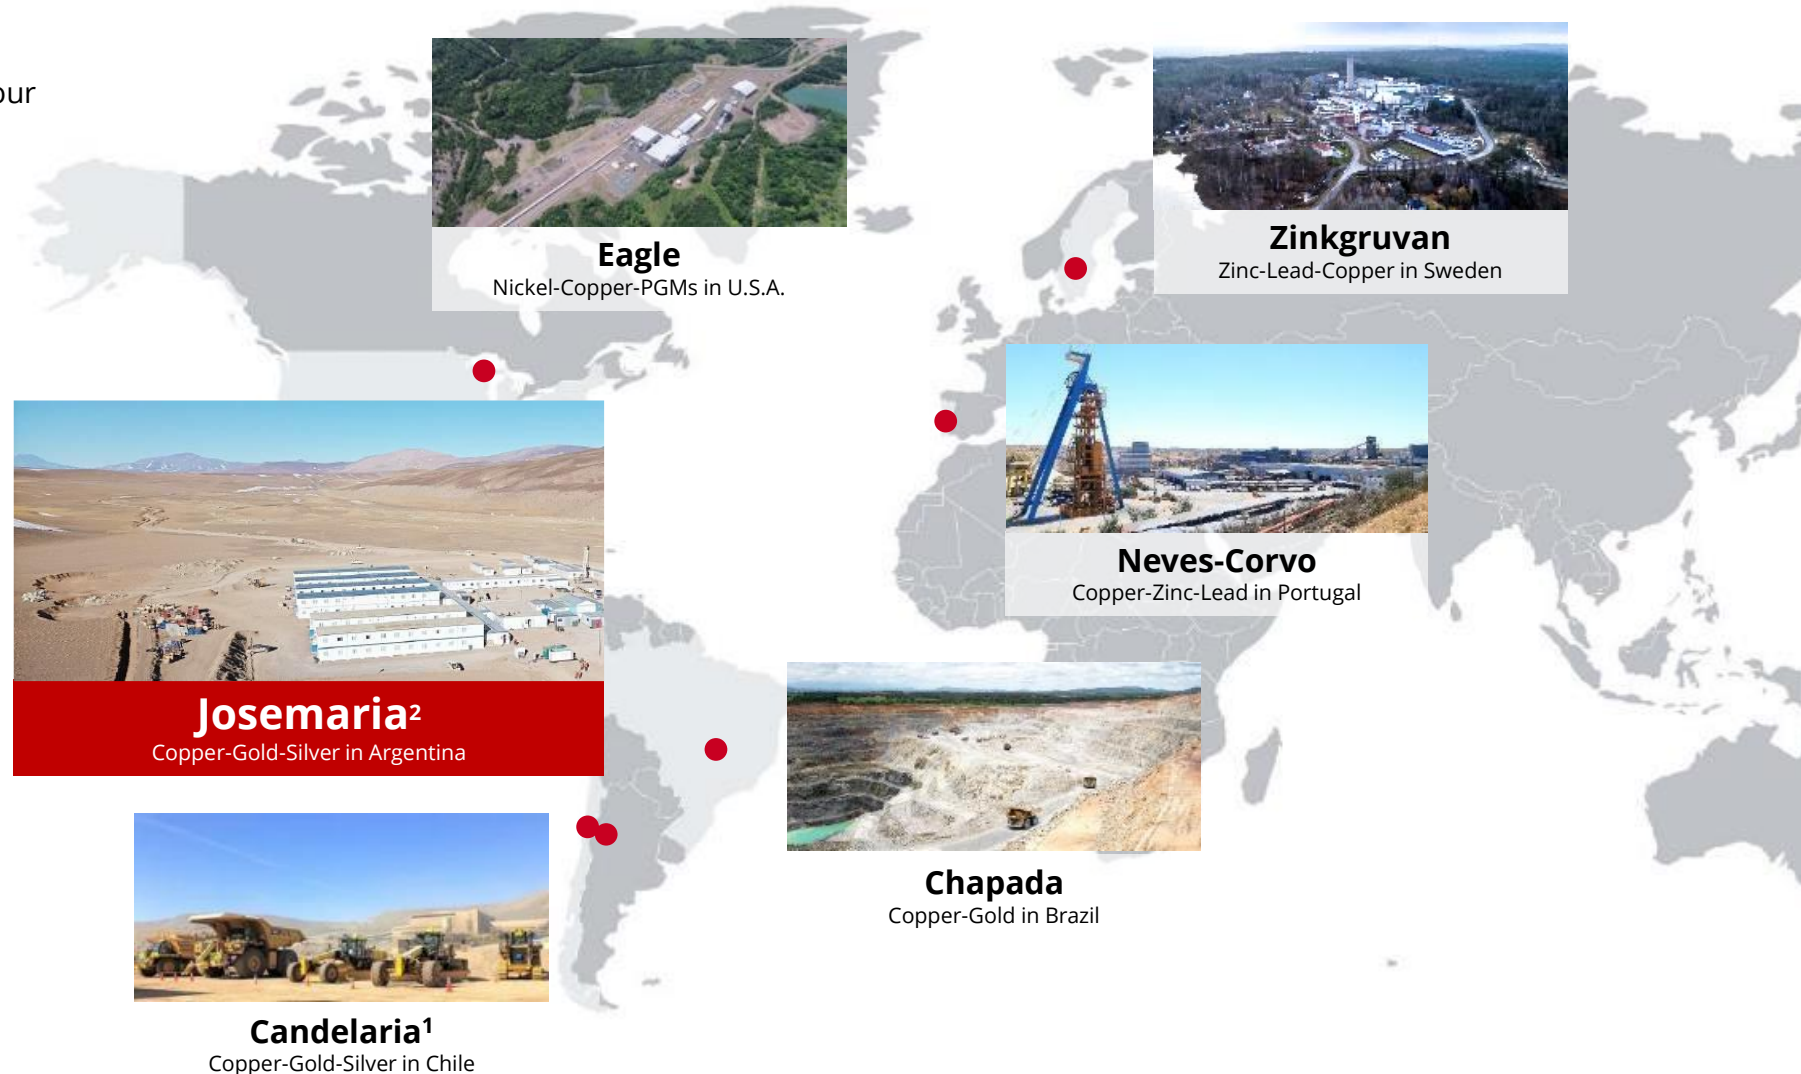 our
Eagle
Nickel-Copper-PGMs in U.S.A.
Zinkgruvan
Zinc-Lead-Copper in Sweden
Neves-Corvo
Copper-Zinc-Lead in Portugal
Josemaria²
Copper-Gold-Silver in Argentina
Chapada
Copper-Gold in Brazil
Candelaria¹
Copper-Gold-Silver in Chile